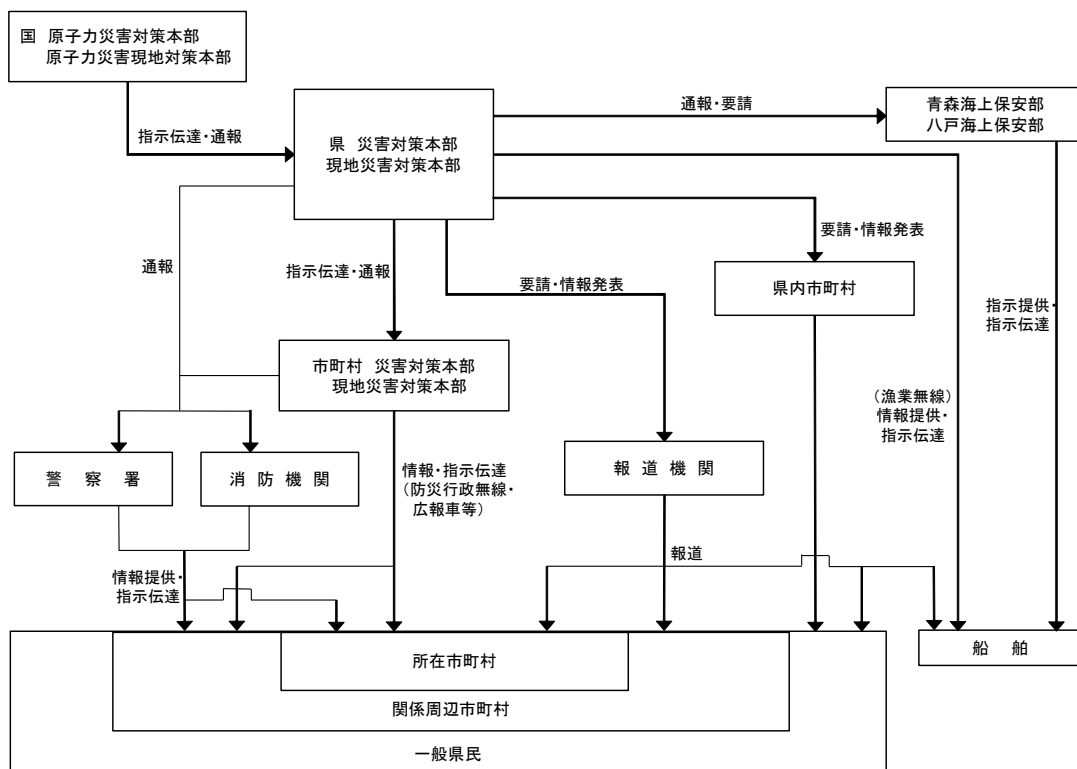 国 原子力災害対策本部
原子力災害現地対策本部
指示伝達・通報
県 災害対策本部
現地災害対策本部
通報・要請
青森海上保安部
八戸海上保安部
通報
指示伝達・通報
要請・情報発表
要請・情報発表
県内市町村
指示提供・
指示伝達
市町村 災害対策本部
現地災害対策本部
(漁業無線)
情報提供・
指示伝達
警察署
消防機関
情報・指示伝達
(防災行政無線・
広報車等)
報道機関
報道
情報提供・
指示伝達
所在市町村
関係周辺市町村
一般県民
船舶